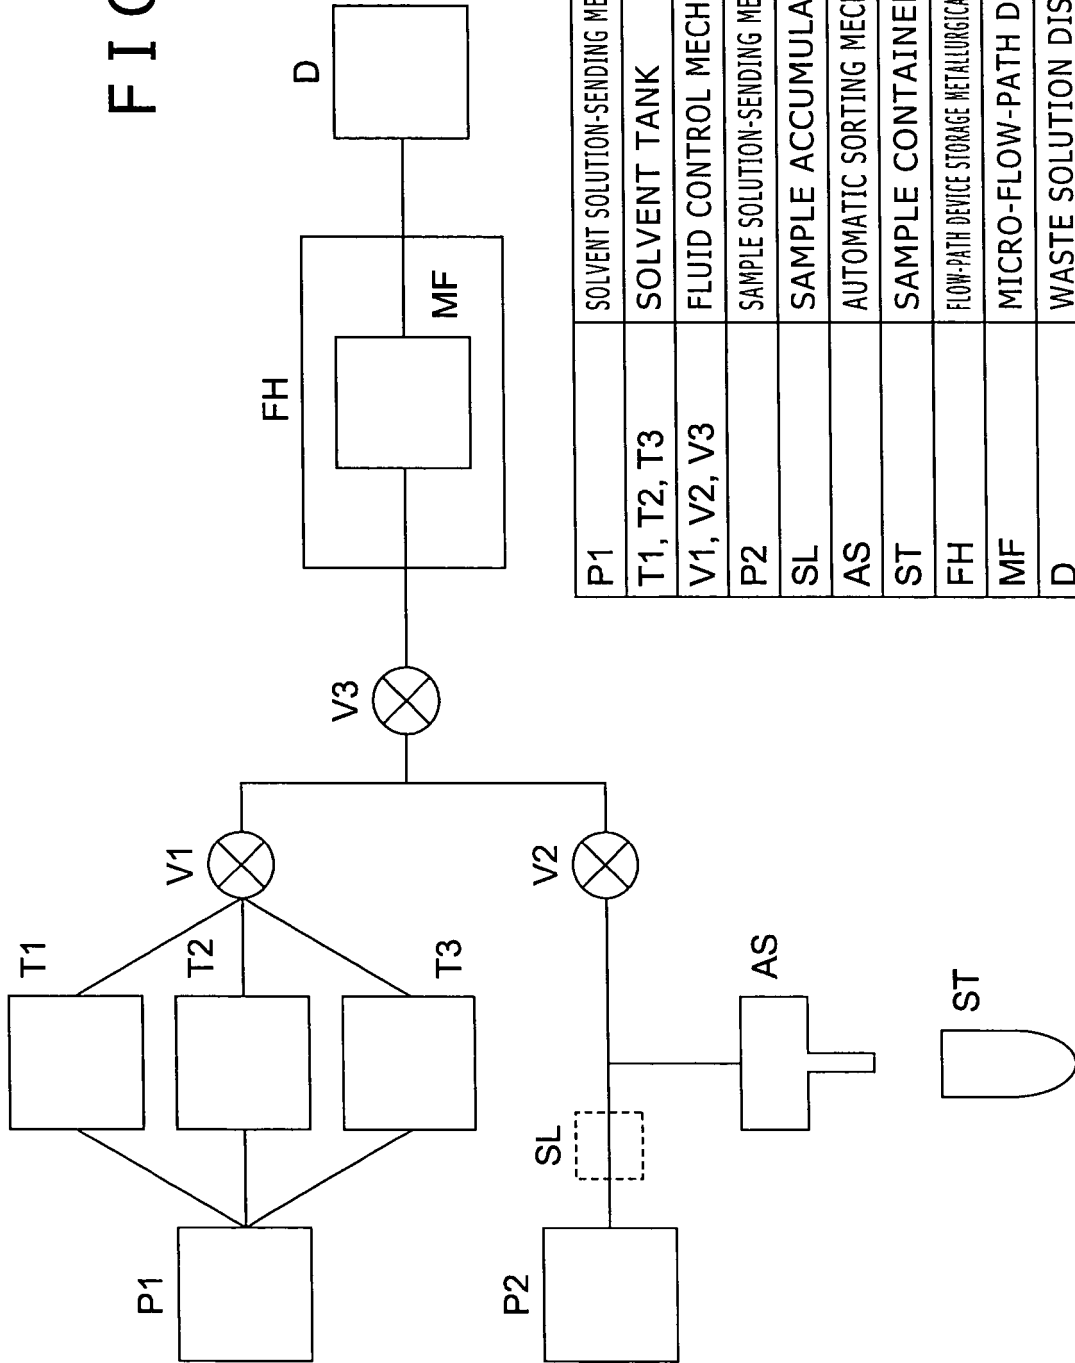 F I
D
FH
MF
V3
V1
V2
T1
T2
T3
AS
ST
SL
P1
P2
P1 SOLVENT SOLUTION-SENDING ME
T1, T2, T3 SOLVENT TANK
V1, V2, V3 FLUID CONTROL MECH
P2 SAMPLE SOLUTION-SENDING ME
SL SAMPLE ACCUMULA
AS AUTOMATIC SORTING MEC
ST SAMPLE CONTAINE
FH FLOW-PATH DEVICE STORAGE METALLURGICA
MF MICRO-FLOW-PATH D
D WASTE SOLUTION DIS